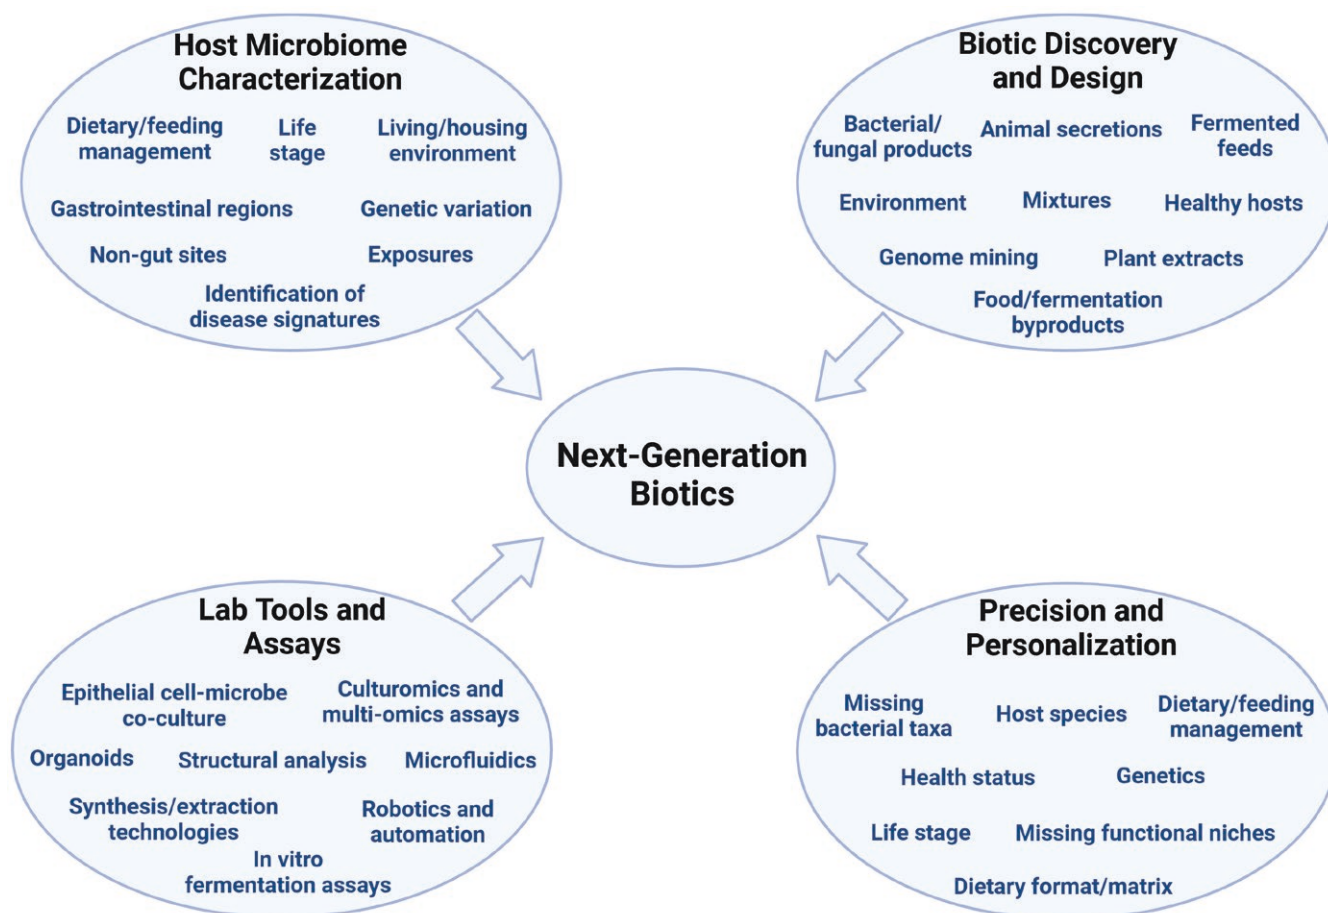 Host Microbiome
Characterization
Dietary/feeding
management
Life
stage
Living/housing
environment
Gastrointestinal regions
Genetic variation
Non-gut sites
Exposures
Identification of
disease signatures
Biotic Discovery
and Design
Bacterial/
fungal products
Animal secretions
Fermented
feeds
Environment
Mixtures
Healthy hosts
Genome mining
Plant extracts
Food/fermentation
byproducts
Next-Generation
Biotics
Lab Tools and
Assays
Epithelial cell-microbe
co-culture
Culturomics and
multi-omics assays
Organoids
Structural analysis
Microfluidics
Synthesis/extraction
technologies
Robotics and
automation
In vitro
fermentation assays
Precision and
Personalization
Missing
bacterial taxa
Host species
Dietary/feeding
management
Health status
Genetics
Life stage
Missing functional niches
Dietary format/matrix